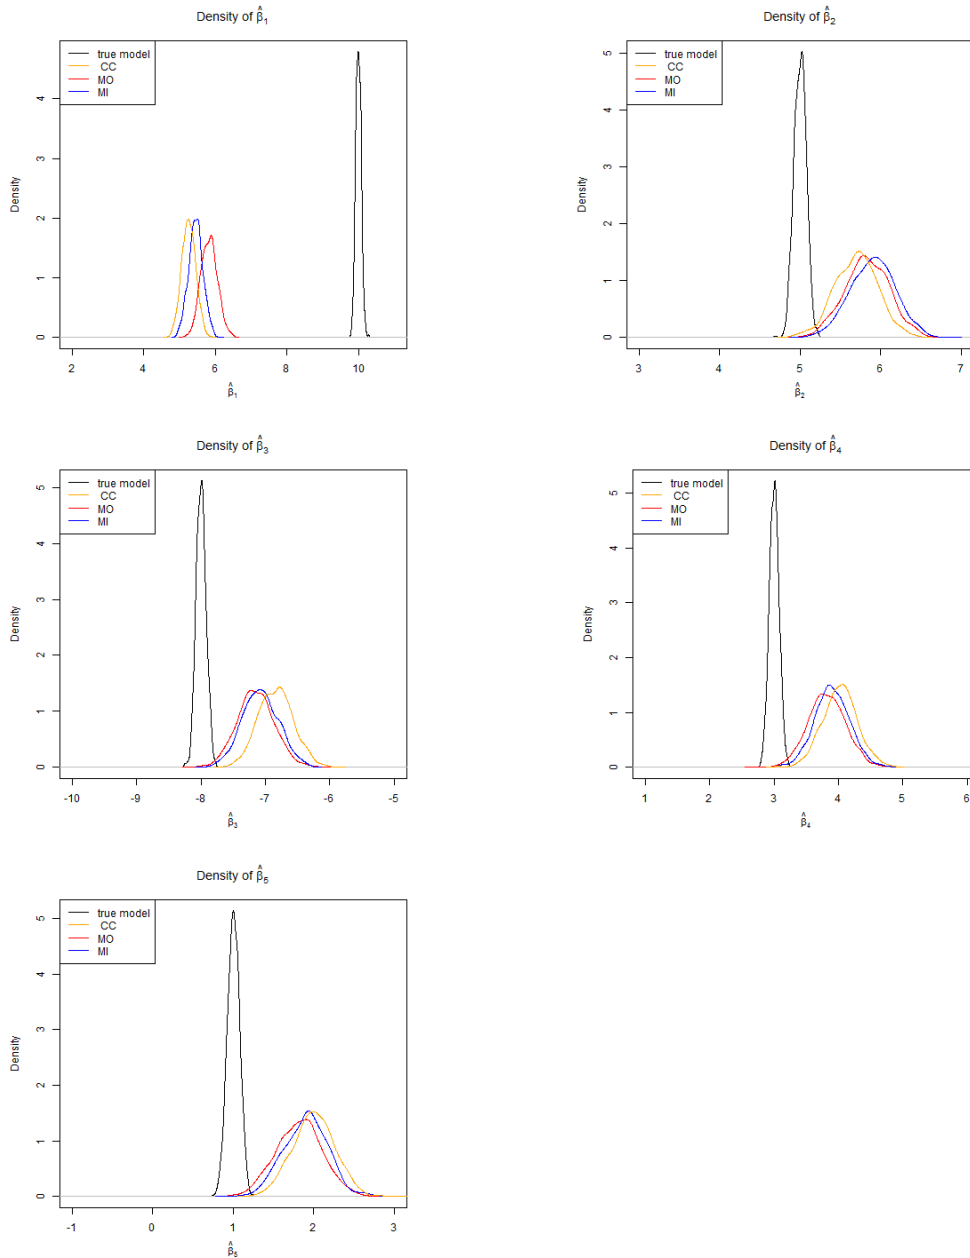 Density of β̂1
true model
CC
MO
MI
Density
0 1 2 3 4
2 4 6 8 10
β̂1
Density of β̂2
true model
CC
MO
MI
Density
0 1 2 3 4 5
3 4 5 6 7
β̂2
Density of β̂3
true model
CC
MO
MI
Density
0 1 2 3 4 5
-10 -9 -8 -7 -6 -5
β̂3
Density of β̂4
true model
CC
MO
MI
Density
0 1 2 3 4 5
1 2 3 4 5 6
β̂4
Density of β̂5
true model
CC
MO
MI
Density
0 1 2 3 4 5
-1 0 1 2 3
β̂5